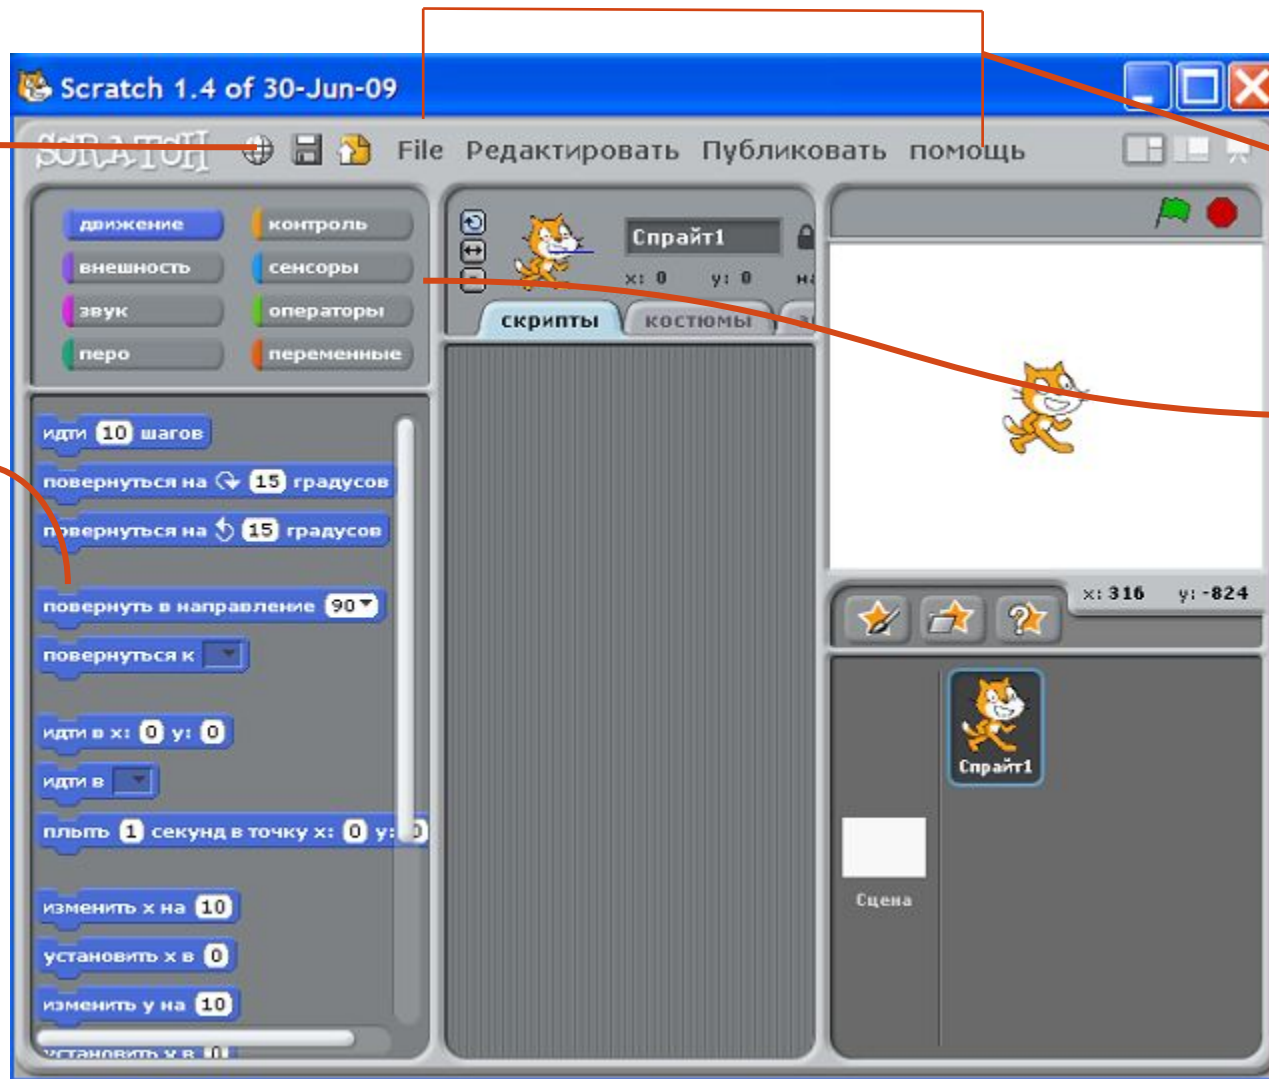 Scratch 1.4 of 30-Jun-09
SCRATCH File Редактировать Публиковать помощь
движение контроль
внешность сенсоры
звук операторы
перо переменные
Спрайт1
x: 0 y: 0
скрипты костюмы
идти 10 шагов
повернуться на 15 градусов
повернуться на 15 градусов
повернуть в направление 90
повернуться к
идти в x: 0 y: 0
идти в
плыть 1 секунд в точку x: 0 y: 0
изменить x на 10
установить x в 0
изменить y на 10
установить y в 0
x: 316 y: -824
Спрайт1
Сцена